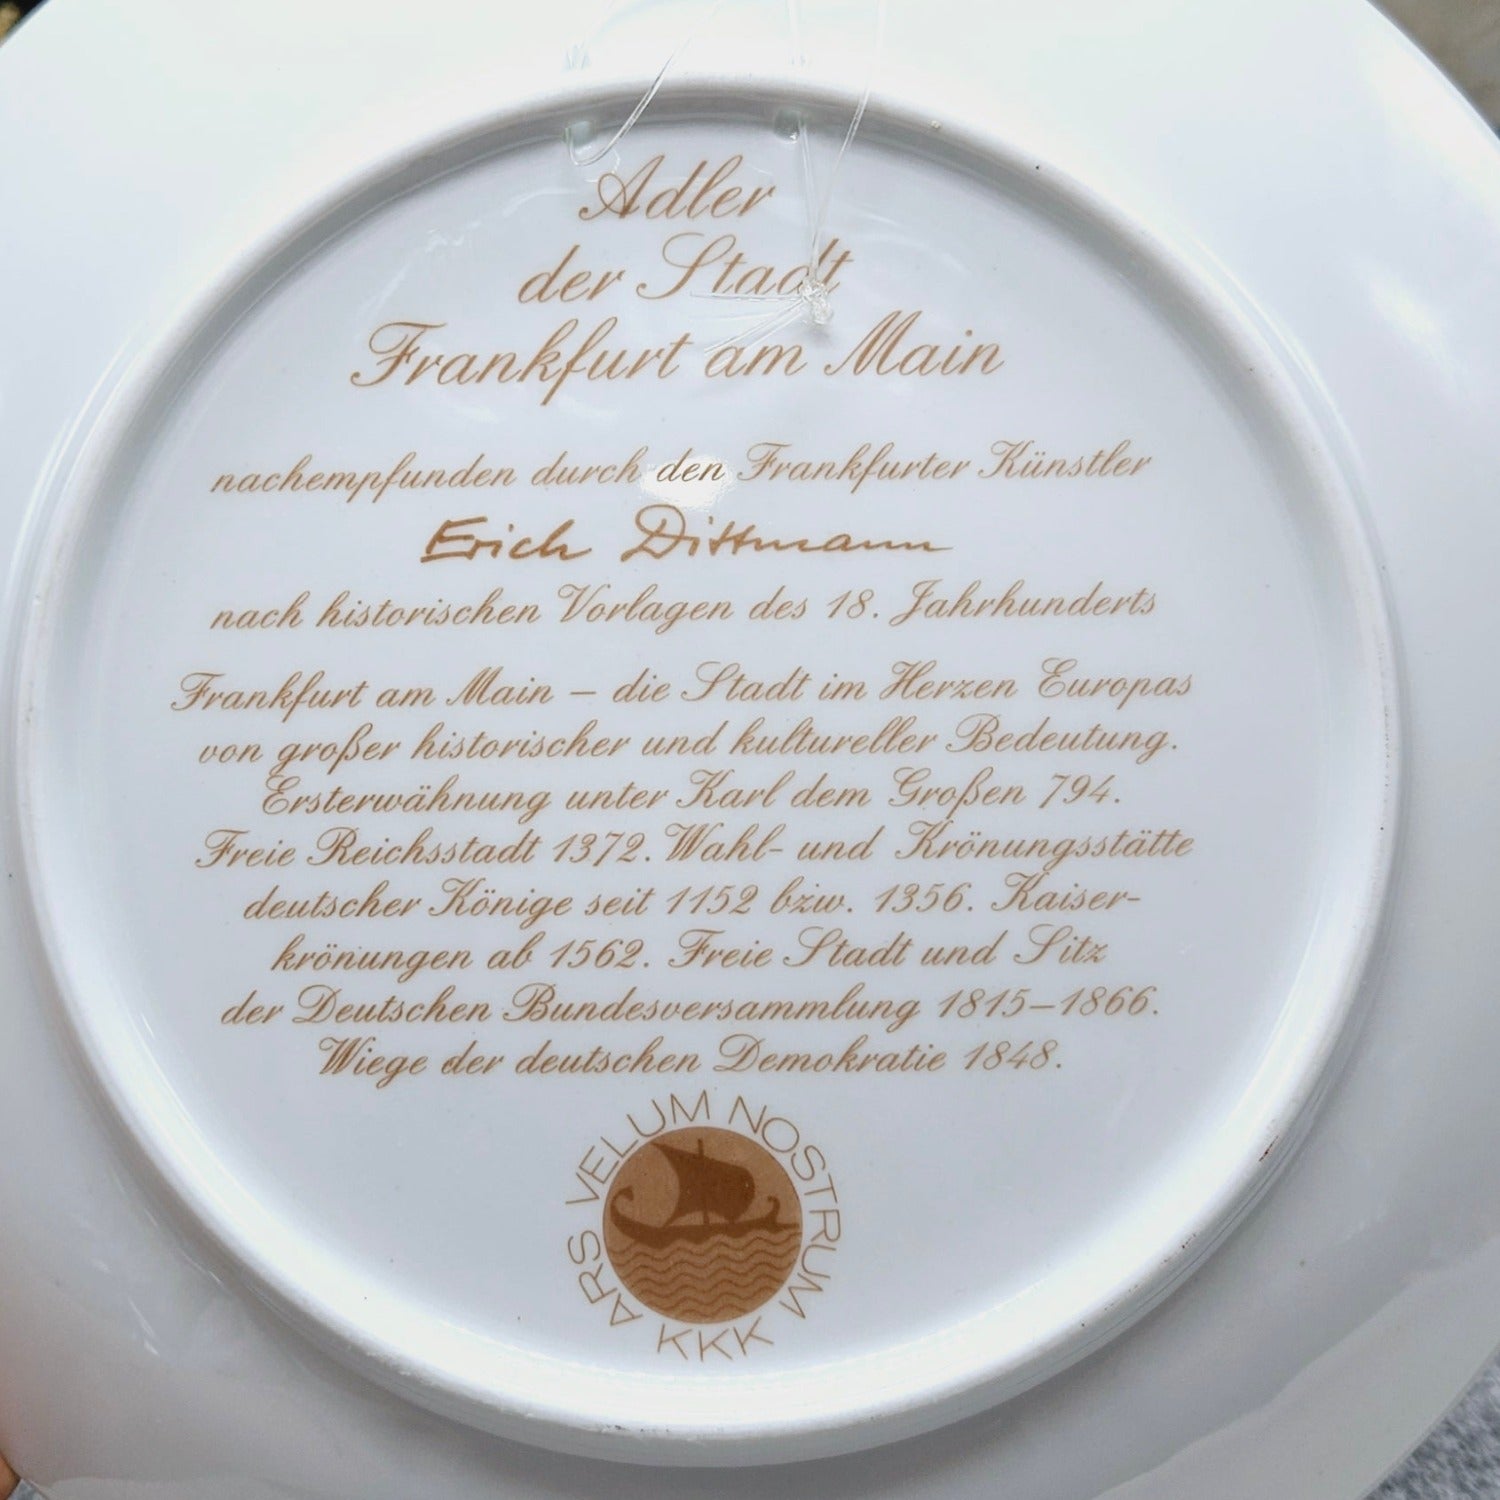 Adler
der Stadt
Frankfurt am Main
nachempfunden durch den Frankfurter Künstler
Erich Dittmann
nach historischen Vorlagen des 18. Jahrhunderts
Frankfurt am Main – die Stadt im Herzen Europas
von großer historischer und kultureller Bedeutung.
Ersterwähnung unter Karl dem Großen 794.
Freie Reichsstadt 1372. Wahl- und Krönungsstätte
deutscher Könige seit 1152 bzw. 1356. Kaiser-
krönungen ab 1562. Freie Stadt und Sitz
der Deutschen Bundesversammlung 1815–1866.
Wiege der deutschen Demokratie 1848.
ARS VELUM NOSTRUM
KKK